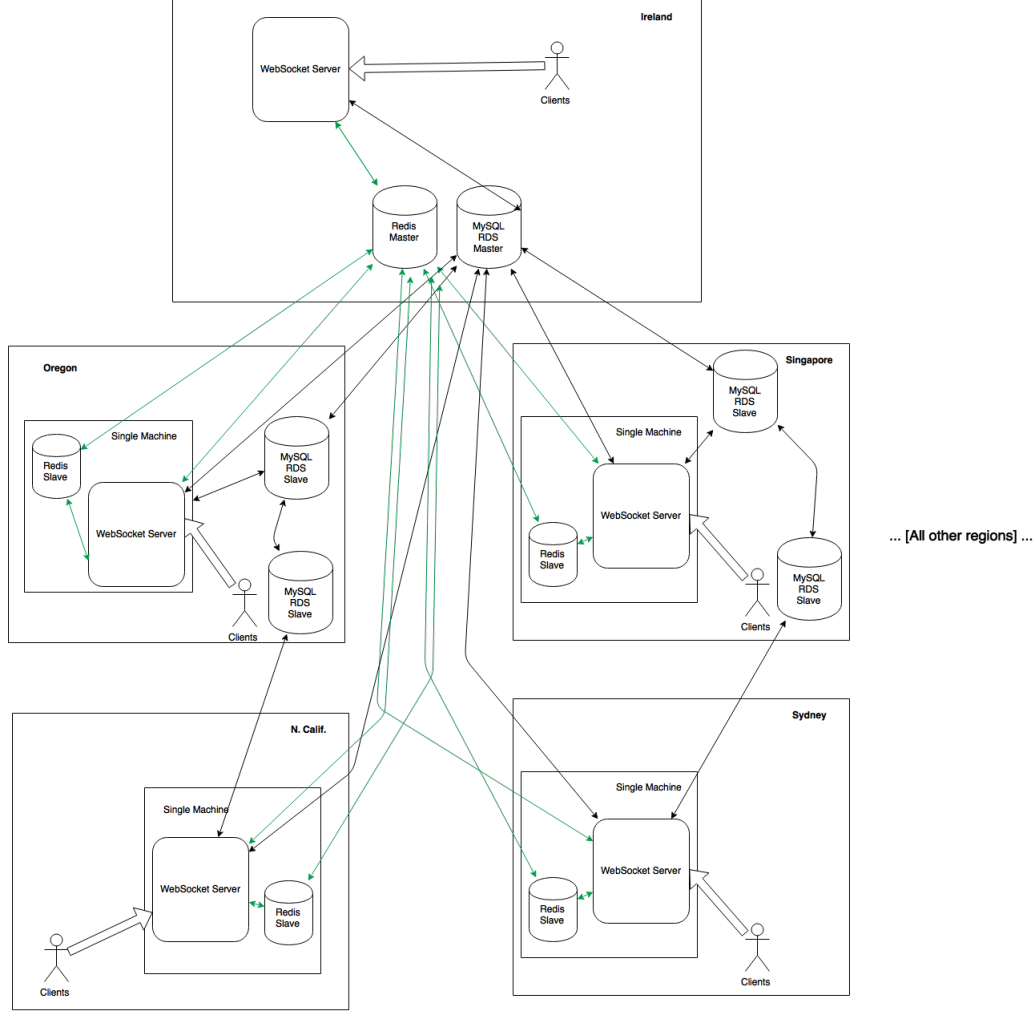 Ireland
WebSocket Server
Clients
Redis
Master
MySQL
RDS
Master
Oregon
Single Machine
Redis
Slave
WebSocket Server
MySQL
RDS
Slave
MySQL
RDS
Slave
Clients
Singapore
MySQL
RDS
Slave
Single Machine
WebSocket Server
Redis
Slave
MySQL
RDS
Slave
Clients
... [All other regions] ...
N. Calif.
Single Machine
WebSocket Server
Redis
Slave
Clients
Sydney
Single Machine
WebSocket Server
Redis
Slave
Clients